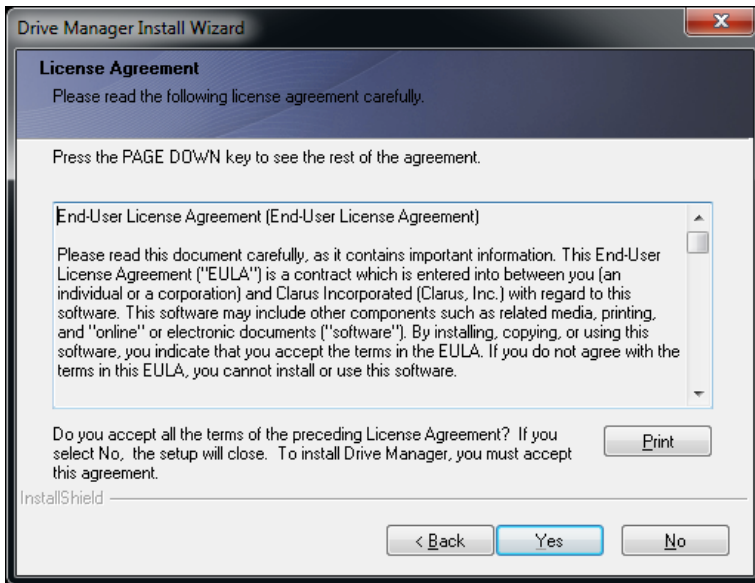 Drive Manager Install Wizard
License Agreement
Please read the following license agreement carefully.
Press the PAGE DOWN key to see the rest of the agreement.
End-User License Agreement (End-User License Agreement)
Please read this document carefully, as it contains important information. This End-User
License Agreement ("EULA") is a contract which is entered into between you (an
individual or a corporation) and Clarus Incorporated (Clarus, Inc.) with regard to this
software. This software may include other components such as related media, printing,
and "online" or electronic documents ("software"). By installing, copying, or using this
software, you indicate that you accept the terms in the EULA. If you do not agree with the
terms in this EULA, you cannot install or use this software.
Do you accept all the terms of the preceding License Agreement?  If you
select No,  the setup will close.  To install Drive Manager, you must accept
this agreement.
Print
InstallShield
< Back
Yes
No